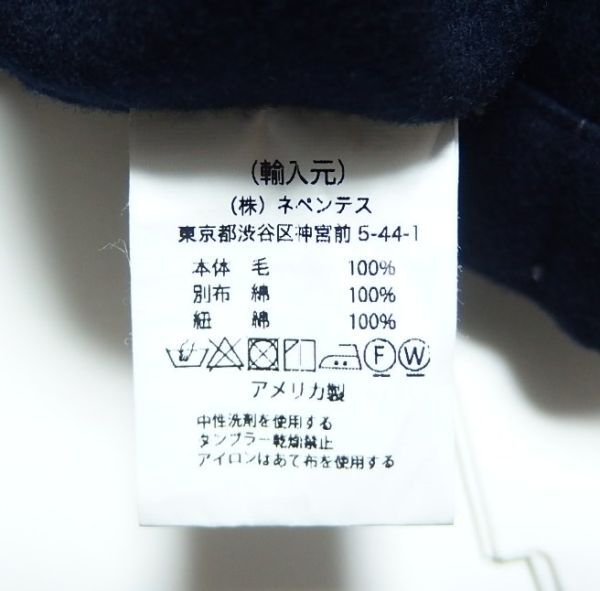 (輸入元)
(株) ネペンテス
東京都渋谷区神宮前 5-44-1
本体 毛 100%
別布 綿 100%
紐 綿 100%
F W
アメリカ製
中性洗剤を使用する
タンブラー乾燥禁止
アイロンはあて布を使用する